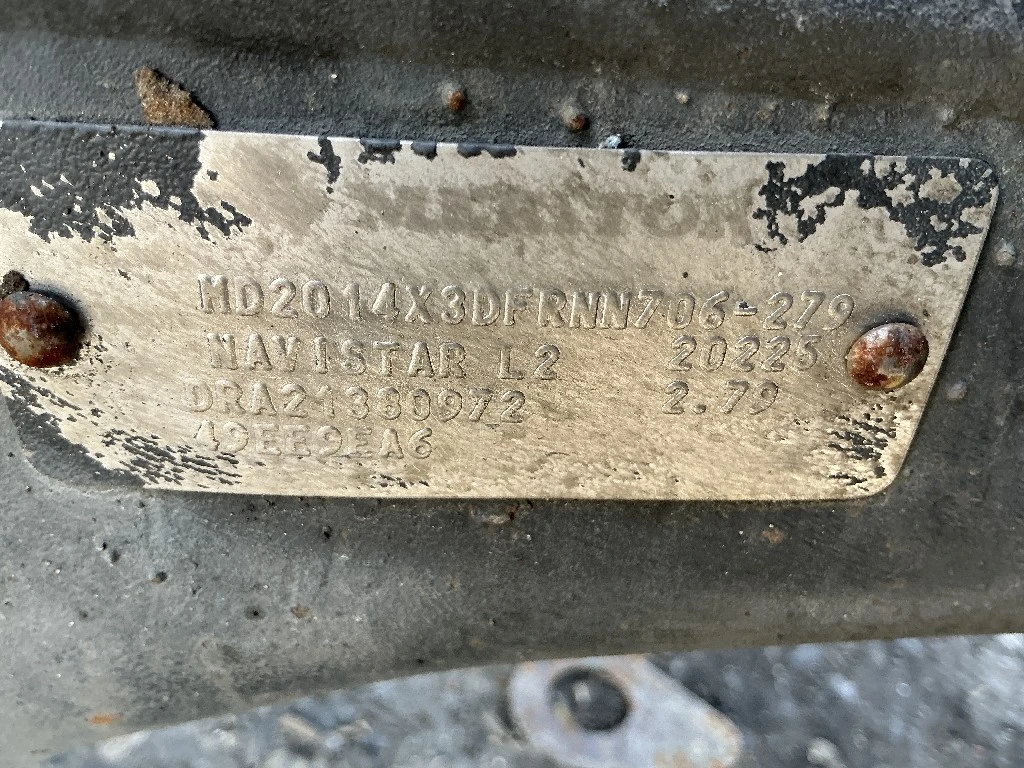 MERITOR
MD2014X3DFRNN706-279
NAVISTAR L2 20225
DRA21380972 2.79
49EE9EA6